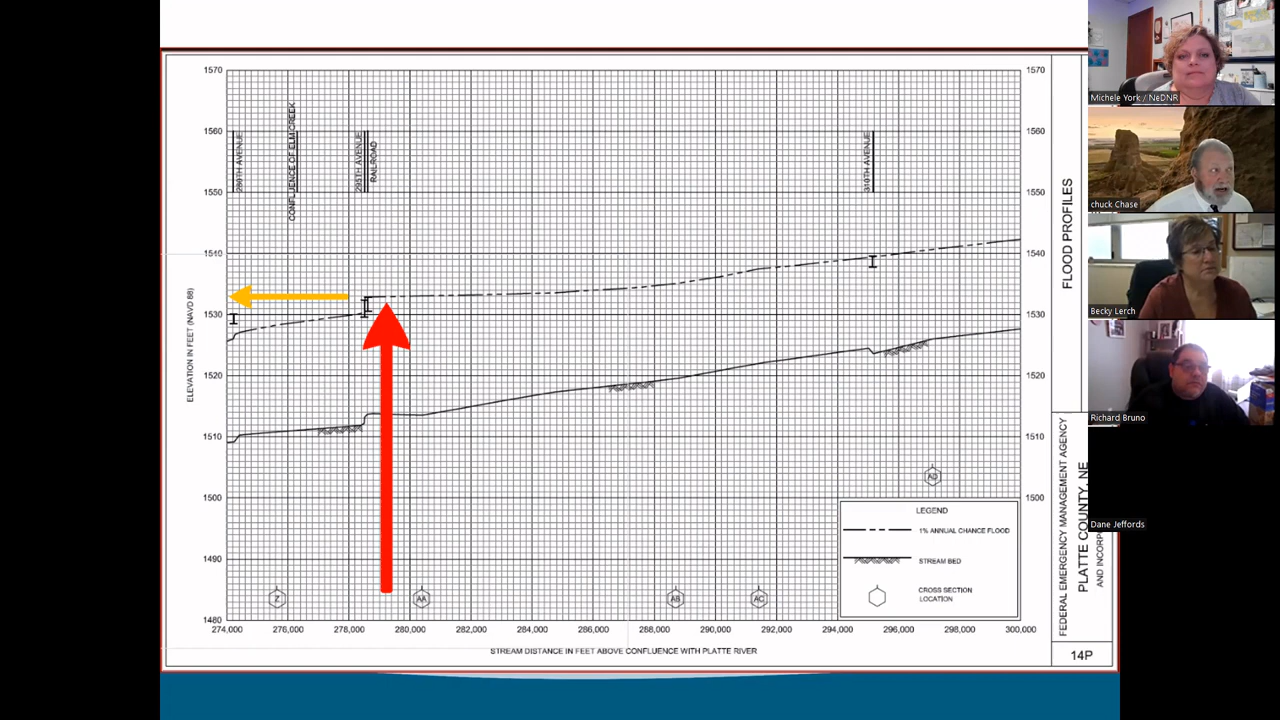 1570
1560
1550
1540
1530
1520
1510
1500
1490
1480
ELEVATION IN FEET (NAVD 88)
280TH AVENUE
CONFLUENCE OF ELM CREEK
295TH AVENUE
RAILROAD
310TH AVENUE
1570
1560
1550
1540
1530
1520
1510
1500
Z
AA
AB
AC
AD
LEGEND
1% ANNUAL CHANCE FLOOD
STREAM BED
CROSS SECTION
LOCATION
274,000 276,000 278,000 280,000 282,000 284,000 286,000 288,000 290,000 292,000 294,000 296,000 298,000 300,000
STREAM DISTANCE IN FEET ABOVE CONFLUENCE WITH PLATTE RIVER
FLOOD PROFILES
FEDERAL EMERGENCY MANAGEMENT AGENCY
PLATTE COUNTY, NE
AND INCORP
14P
Michele York / NeDNR
chuck Chase
Becky Lerch
Richard Bruno
Dane Jeffords